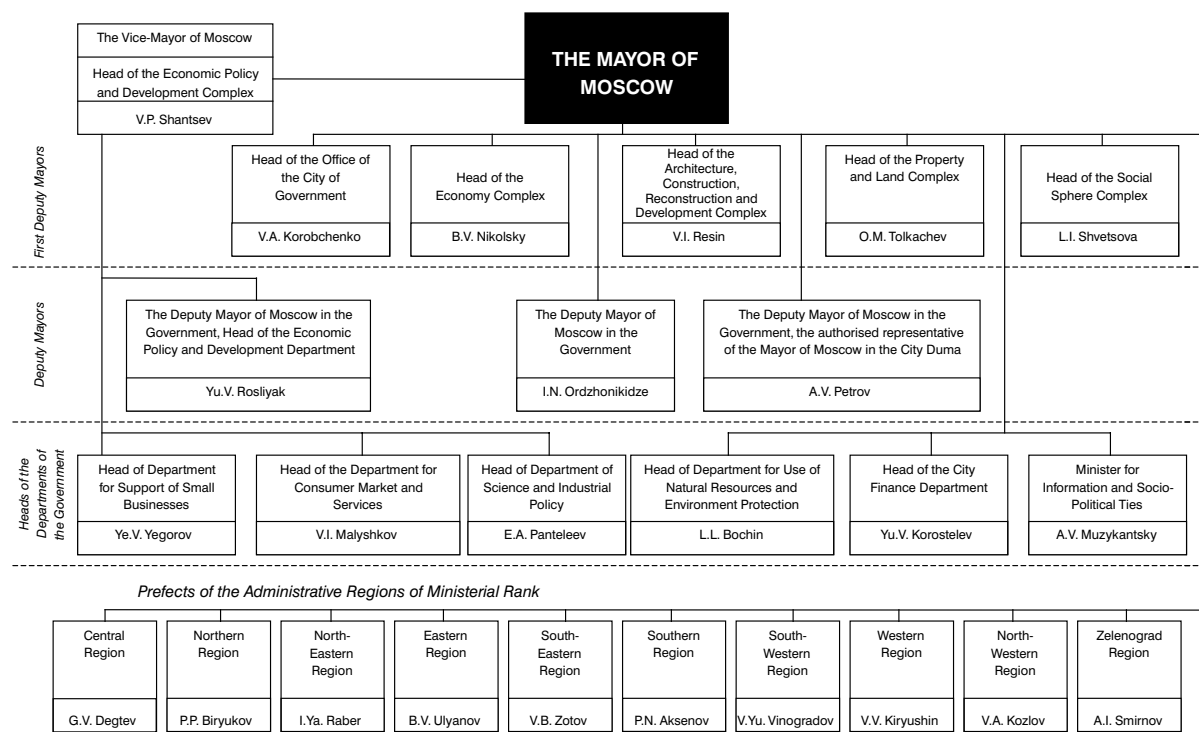 The Vice-Mayor of Moscow
Head of the Economic Policy
and Development Complex
V.P. Shantsev
THE MAYOR OF
MOSCOW
First Deputy Mayors
Head of the Office of
the City of
Government
V.A. Korobchenko
Head of the
Economy Complex
B.V. Nikolsky
Head of the
Architecture,
Construction,
Reconstruction and
Development Complex
V.I. Resin
Head of the Property
and Land Complex
O.M. Tolkachev
Head of the Social
Sphere Complex
L.I. Shvetsova
Deputy Mayors
The Deputy Mayor of Moscow in the
Government, Head of the Economic
Policy and Development Department
Yu.V. Rosliyak
The Deputy Mayor of
Moscow in the
Government
I.N. Ordzhonikidze
The Deputy Mayor of Moscow in the
Government, the authorised representative
of the Mayor of Moscow in the City Duma
A.V. Petrov
Heads of the
Departments of
the Government
Head of Department
for Support of Small
Businesses
Ye.V. Yegorov
Head of the Department for
Consumer Market and
Services
V.I. Malyshkov
Head of Department of
Science and Industrial
Policy
E.A. Panteleev
Head of Department for Use of
Natural Resources and
Environment Protection
L.L. Bochin
Head of the City
Finance Department
Yu.V. Korostelev
Minister for
Information and Socio-
Political Ties
A.V. Muzykantsky
Prefects of the Administrative Regions of Ministerial Rank
Central
Region
G.V. Degtev
Northern
Region
P.P. Biryukov
North-
Eastern
Region
I.Ya. Raber
Eastern
Region
B.V. Ulyanov
South-
Eastern
Region
V.B. Zotov
Southern
Region
P.N. Aksenov
South-
Western
Region
V.Yu. Vinogradov
Western
Region
V.V. Kiryushin
North-
Western
Region
V.A. Kozlov
Zelenograd
Region
A.I. Smirnov